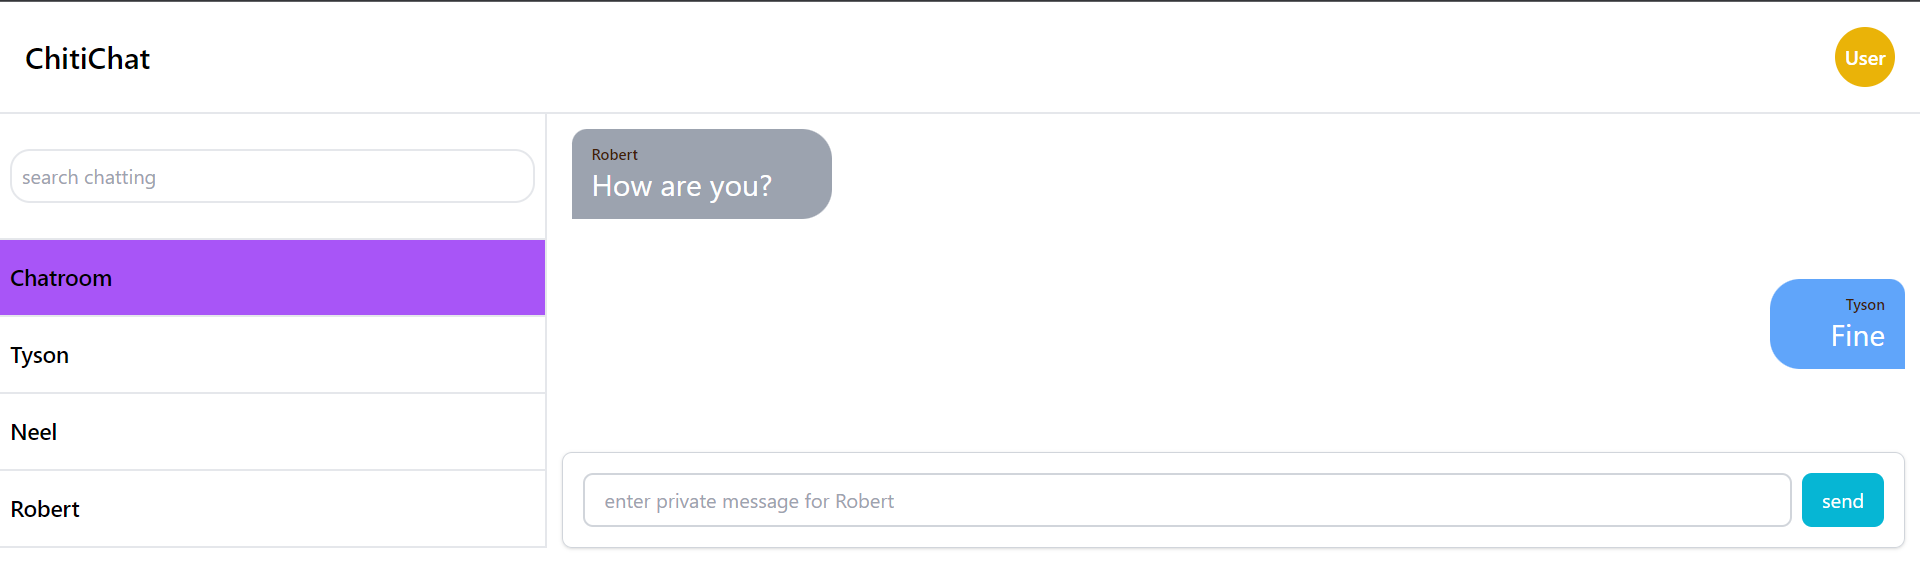 ChitiChat
User
search chatting
Chatroom
Tyson
Neel
Robert
Robert
How are you?
Tyson
Fine
enter private message for Robert
send